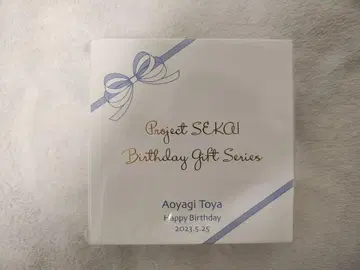 Project SEKAI
Birthday Gift Series
Aoyagi Toya
Happy Birthday
2023.5.25